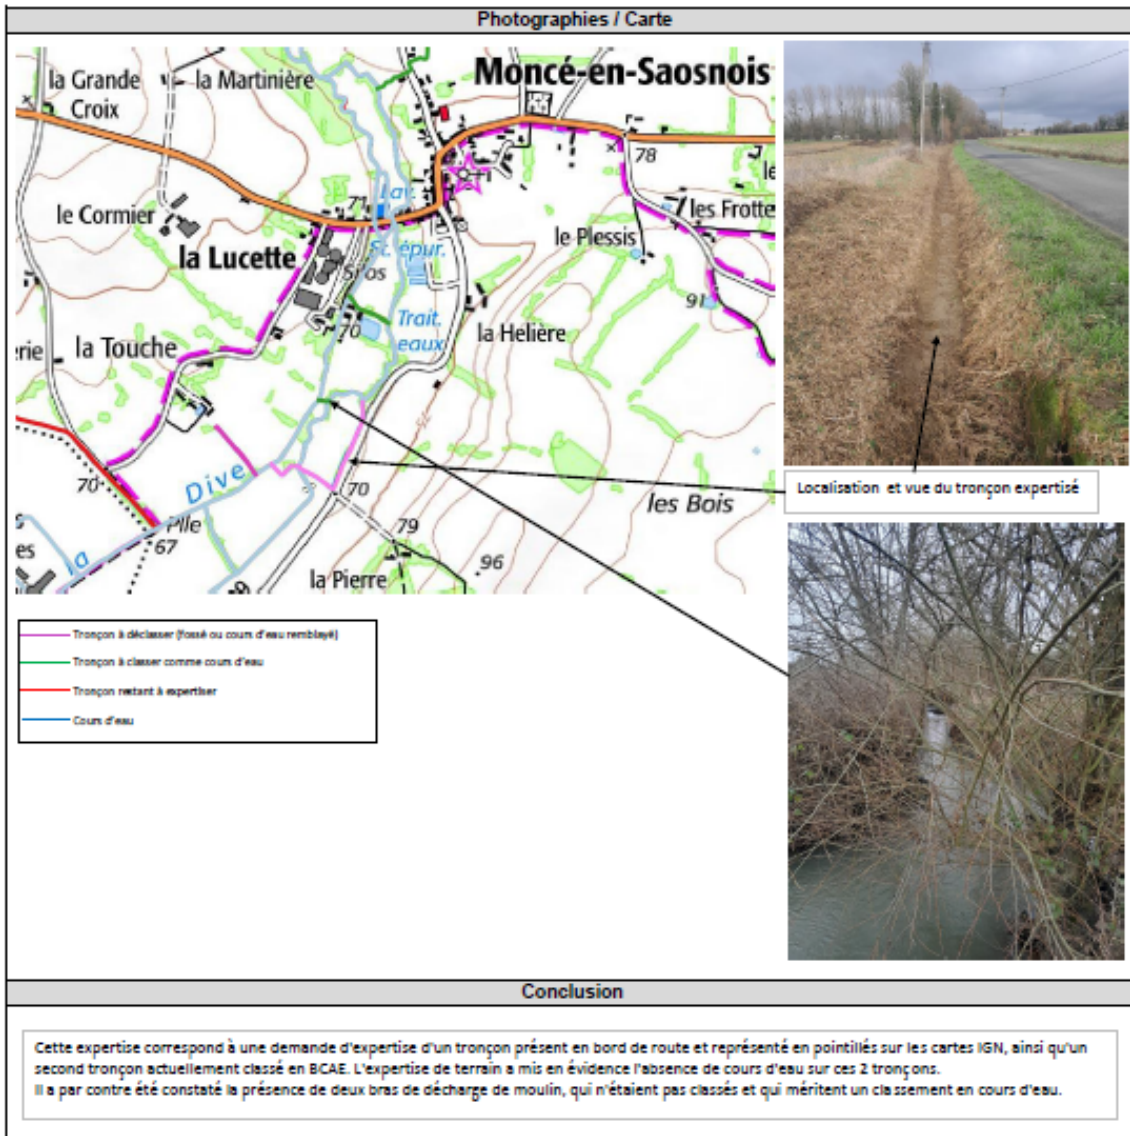 Photographies / Carte
Moncé-en-Saosnois
la Grande
Croix
la Martinière
78
le
71
Lav.
le Cormier
les Frotte
St. épur.
le Plessis
la Lucette
Silos
91
70
Trait.
eaux
la Helière
rie
la Touche
Dive
70
70
les Bois
Plle
67
79
es
la
96
la Pierre
Localisation et vue du tronçon expertisé
Tronçon à déclasser (fossé ou cours d'eau remblayé)
Tronçon à classer comme cours d'eau
Tronçon restant à expertiser
Cours d'eau
Conclusion
Cette expertise correspond à une demande d'expertise d'un tronçon présent en bord de route et représenté en pointillés sur les cartes IGN, ainsi qu'un
second tronçon actuellement classé en BCAE. L'expertise de terrain a mis en évidence l'absence de cours d'eau sur ces 2 tronçons.
Il a par contre été constaté la présence de deux bras de décharge de moulin, qui n'étaient pas classés et qui méritent un classement en cours d'eau.